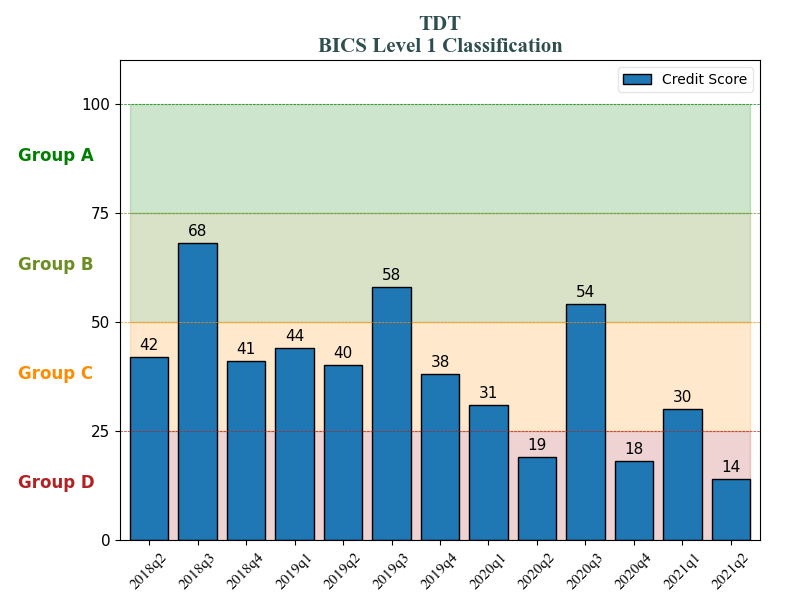 TDT
BICS Level 1 Classification
Credit Score
100
Group A
75
68
Group B
58
54
50
42
41
44
40
38
Group C
31
30
25
19
18
14
Group D
0
2018q2
2018q3
2018q4
2019q1
2019q2
2019q3
2019q4
2020q1
2020q2
2020q3
2020q4
2021q1
2021q2